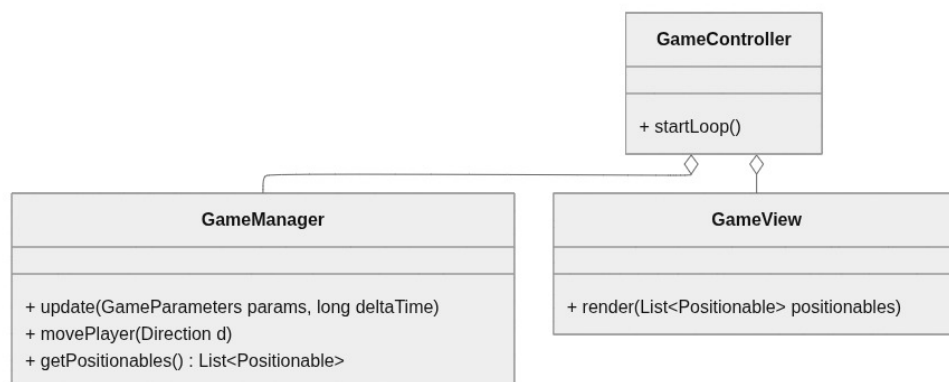 GameController
+ startLoop()
GameManager
+ update(GameParameters params, long deltaTime)
+ movePlayer(Direction d)
+ getPositionables() : List<Positionable>
GameView
+ render(List<Positionable> positionables)